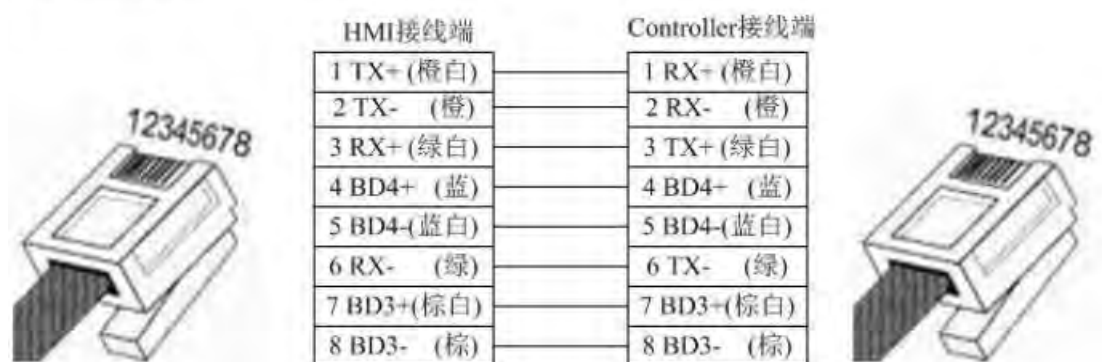 HMI接线端
Controller接线端
1 TX+(橙白)
1 RX+(橙白)
2 TX- (橙)
2 RX- (橙)
3 RX+(绿白)
3 TX+(绿白)
4 BD4+ (蓝)
4 BD4+ (蓝)
5 BD4-(蓝白)
5 BD4-(蓝白)
6 RX- (绿)
6 TX- (绿)
7 BD3+(棕白)
7 BD3+(棕白)
8 BD3- (棕)
8 BD3- (棕)
12345678
12345678